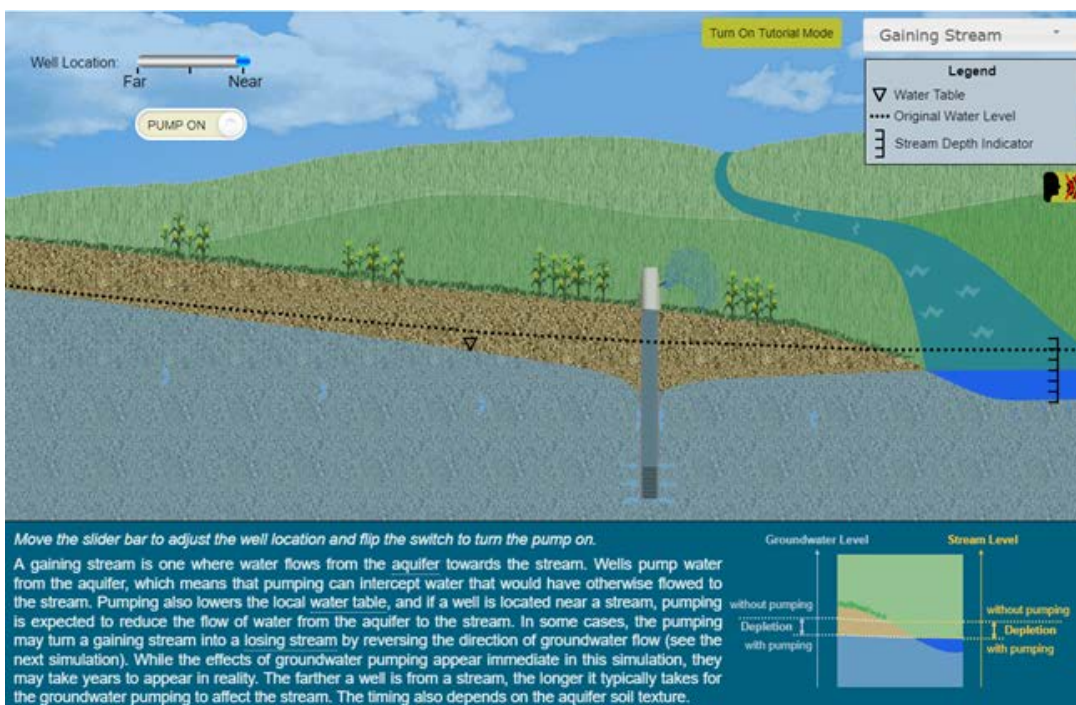 Turn On Tutorial Mode
Gaining Stream
Well Location:
Far
Near
PUMP ON
Legend
Water Table
Original Water Level
Stream Depth Indicator
Move the slider bar to adjust the well location and flip the switch to turn the pump on.
A gaining stream is one where water flows from the aquifer towards the stream. Wells pump water
from the aquifer, which means that pumping can intercept water that would have otherwise flowed to
the stream. Pumping also lowers the local water table, and if a well is located near a stream, pumping
is expected to reduce the flow of water from the aquifer to the stream. In some cases, the pumping
may turn a gaining stream into a losing stream by reversing the direction of groundwater flow (see the
next simulation). While the effects of groundwater pumping appear immediate in this simulation, they
may take years to appear in reality. The farther a well is from a stream, the longer it typically takes for
the groundwater pumping to affect the stream. The timing also depends on the aquifer soil texture.
Groundwater Level
Stream Level
without pumping
Depletion
with pumping
without pumping
Depletion
with pumping